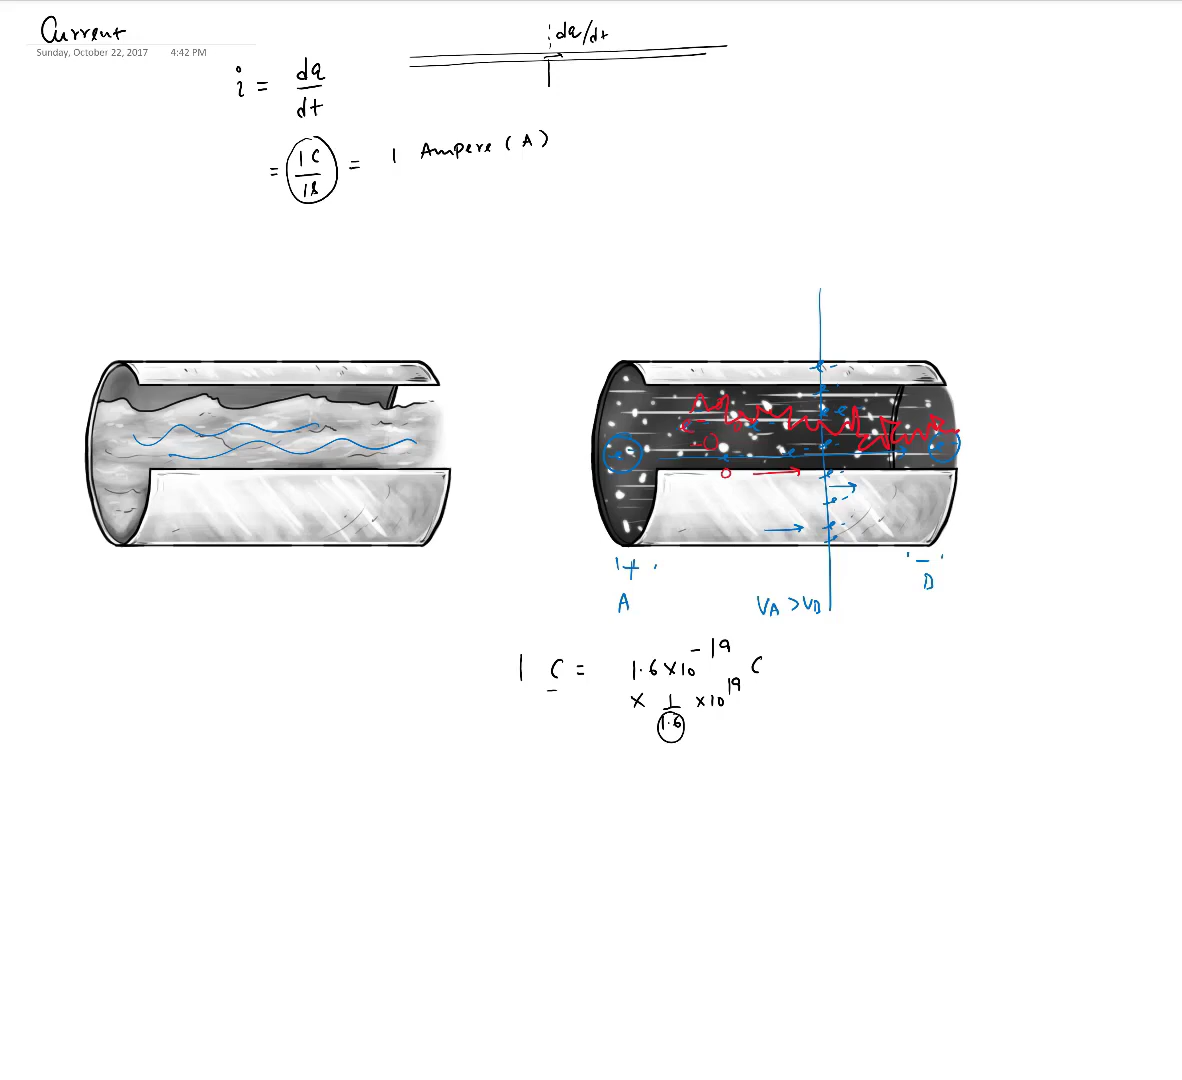 Current
Sunday, October 22, 2017 4:42 PM
dq/dt
i = dq/dt
= 1C/1s = 1 Ampere (A)
e-
e-
e-
e-
e-
e-
e-
e-
'+' '-'
A B
VA > VB
1 C = 1.6×10^-19 C
× 1/1.6 ×10^19